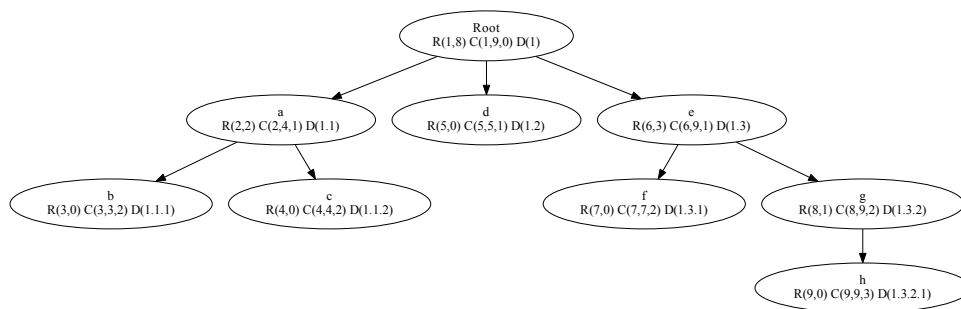 Root
R(1,8) C(1,9,0) D(1)
a
R(2,2) C(2,4,1) D(1.1)
d
R(5,0) C(5,5,1) D(1.2)
e
R(6,3) C(6,9,1) D(1.3)
b
R(3,0) C(3,3,2) D(1.1.1)
c
R(4,0) C(4,4,2) D(1.1.2)
f
R(7,0) C(7,7,2) D(1.3.1)
g
R(8,1) C(8,9,2) D(1.3.2)
h
R(9,0) C(9,9,3) D(1.3.2.1)